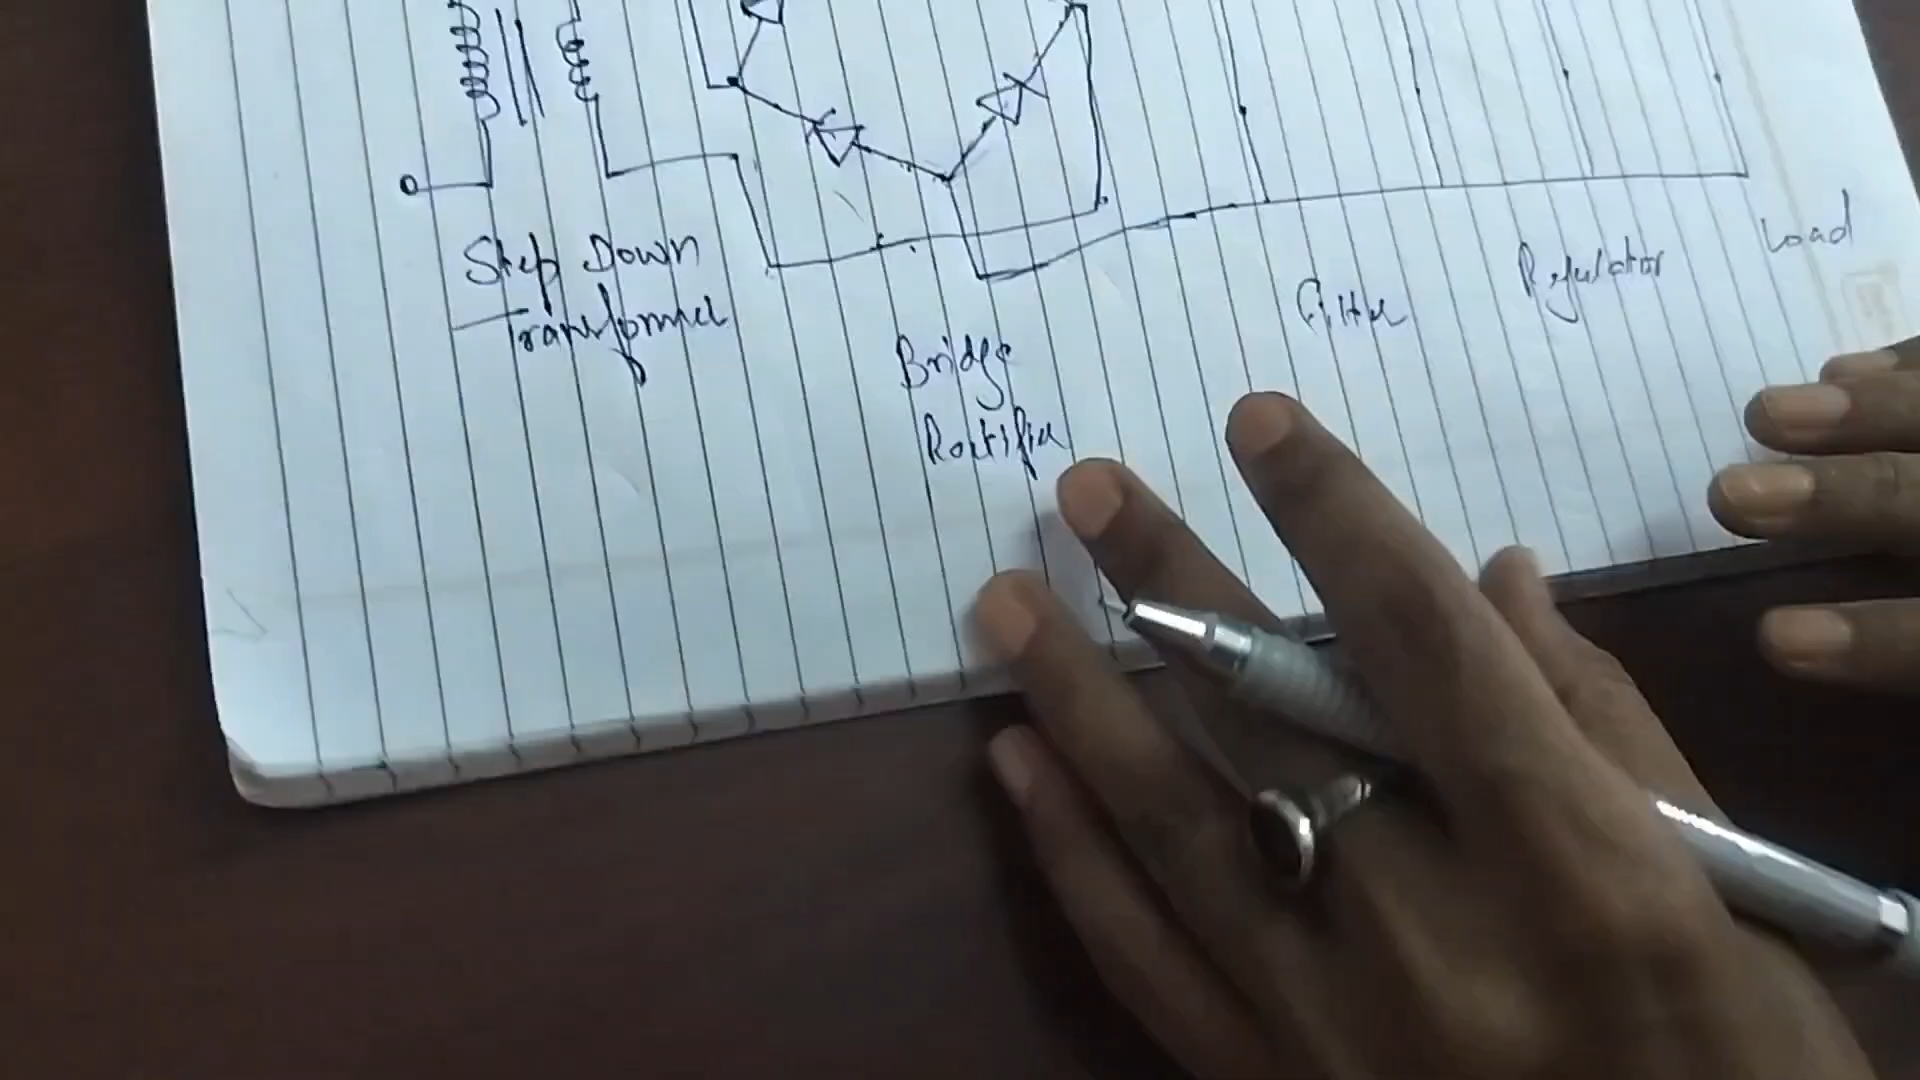 Step Down
Transformer
Bridge
Rectifier
Filter
Regulator
Load